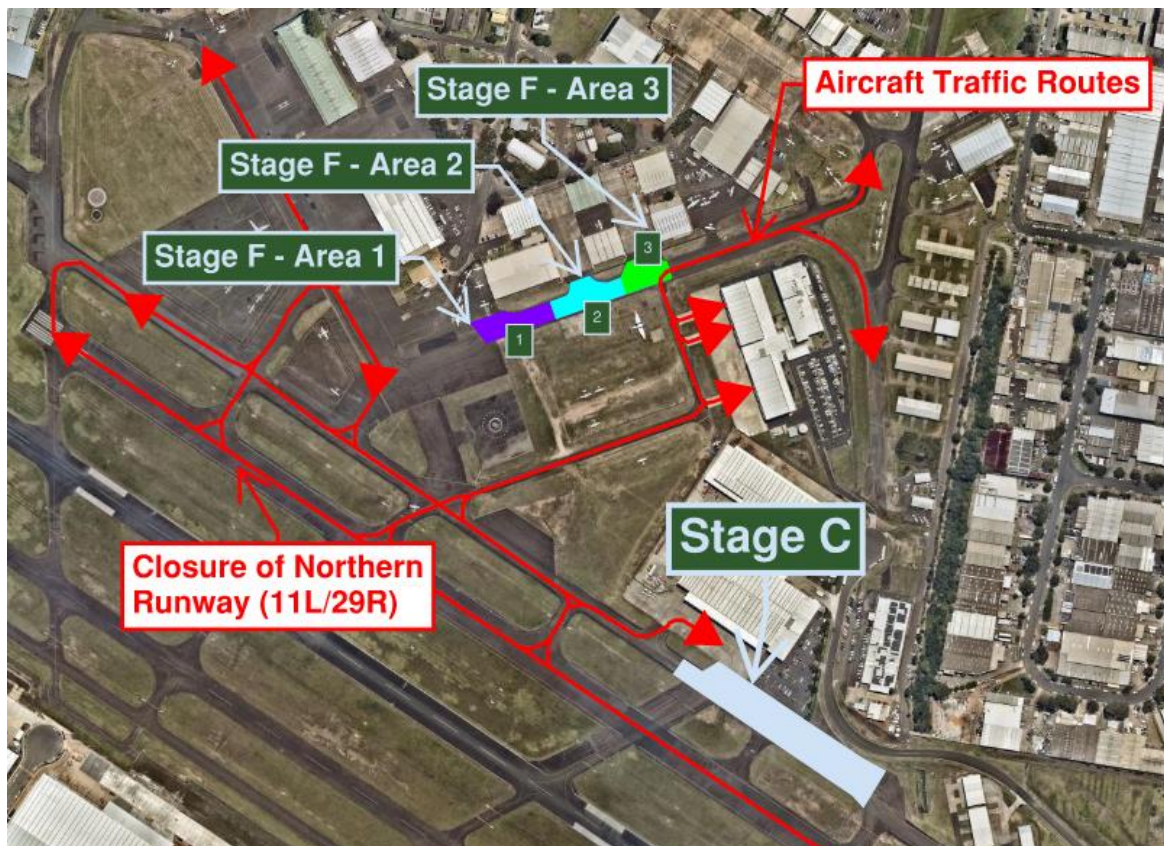 Stage F - Area 3
Aircraft Traffic Routes
Stage F - Area 2
Stage F - Area 1
3
2
1
Stage C
Closure of Northern
Runway (11L/29R)